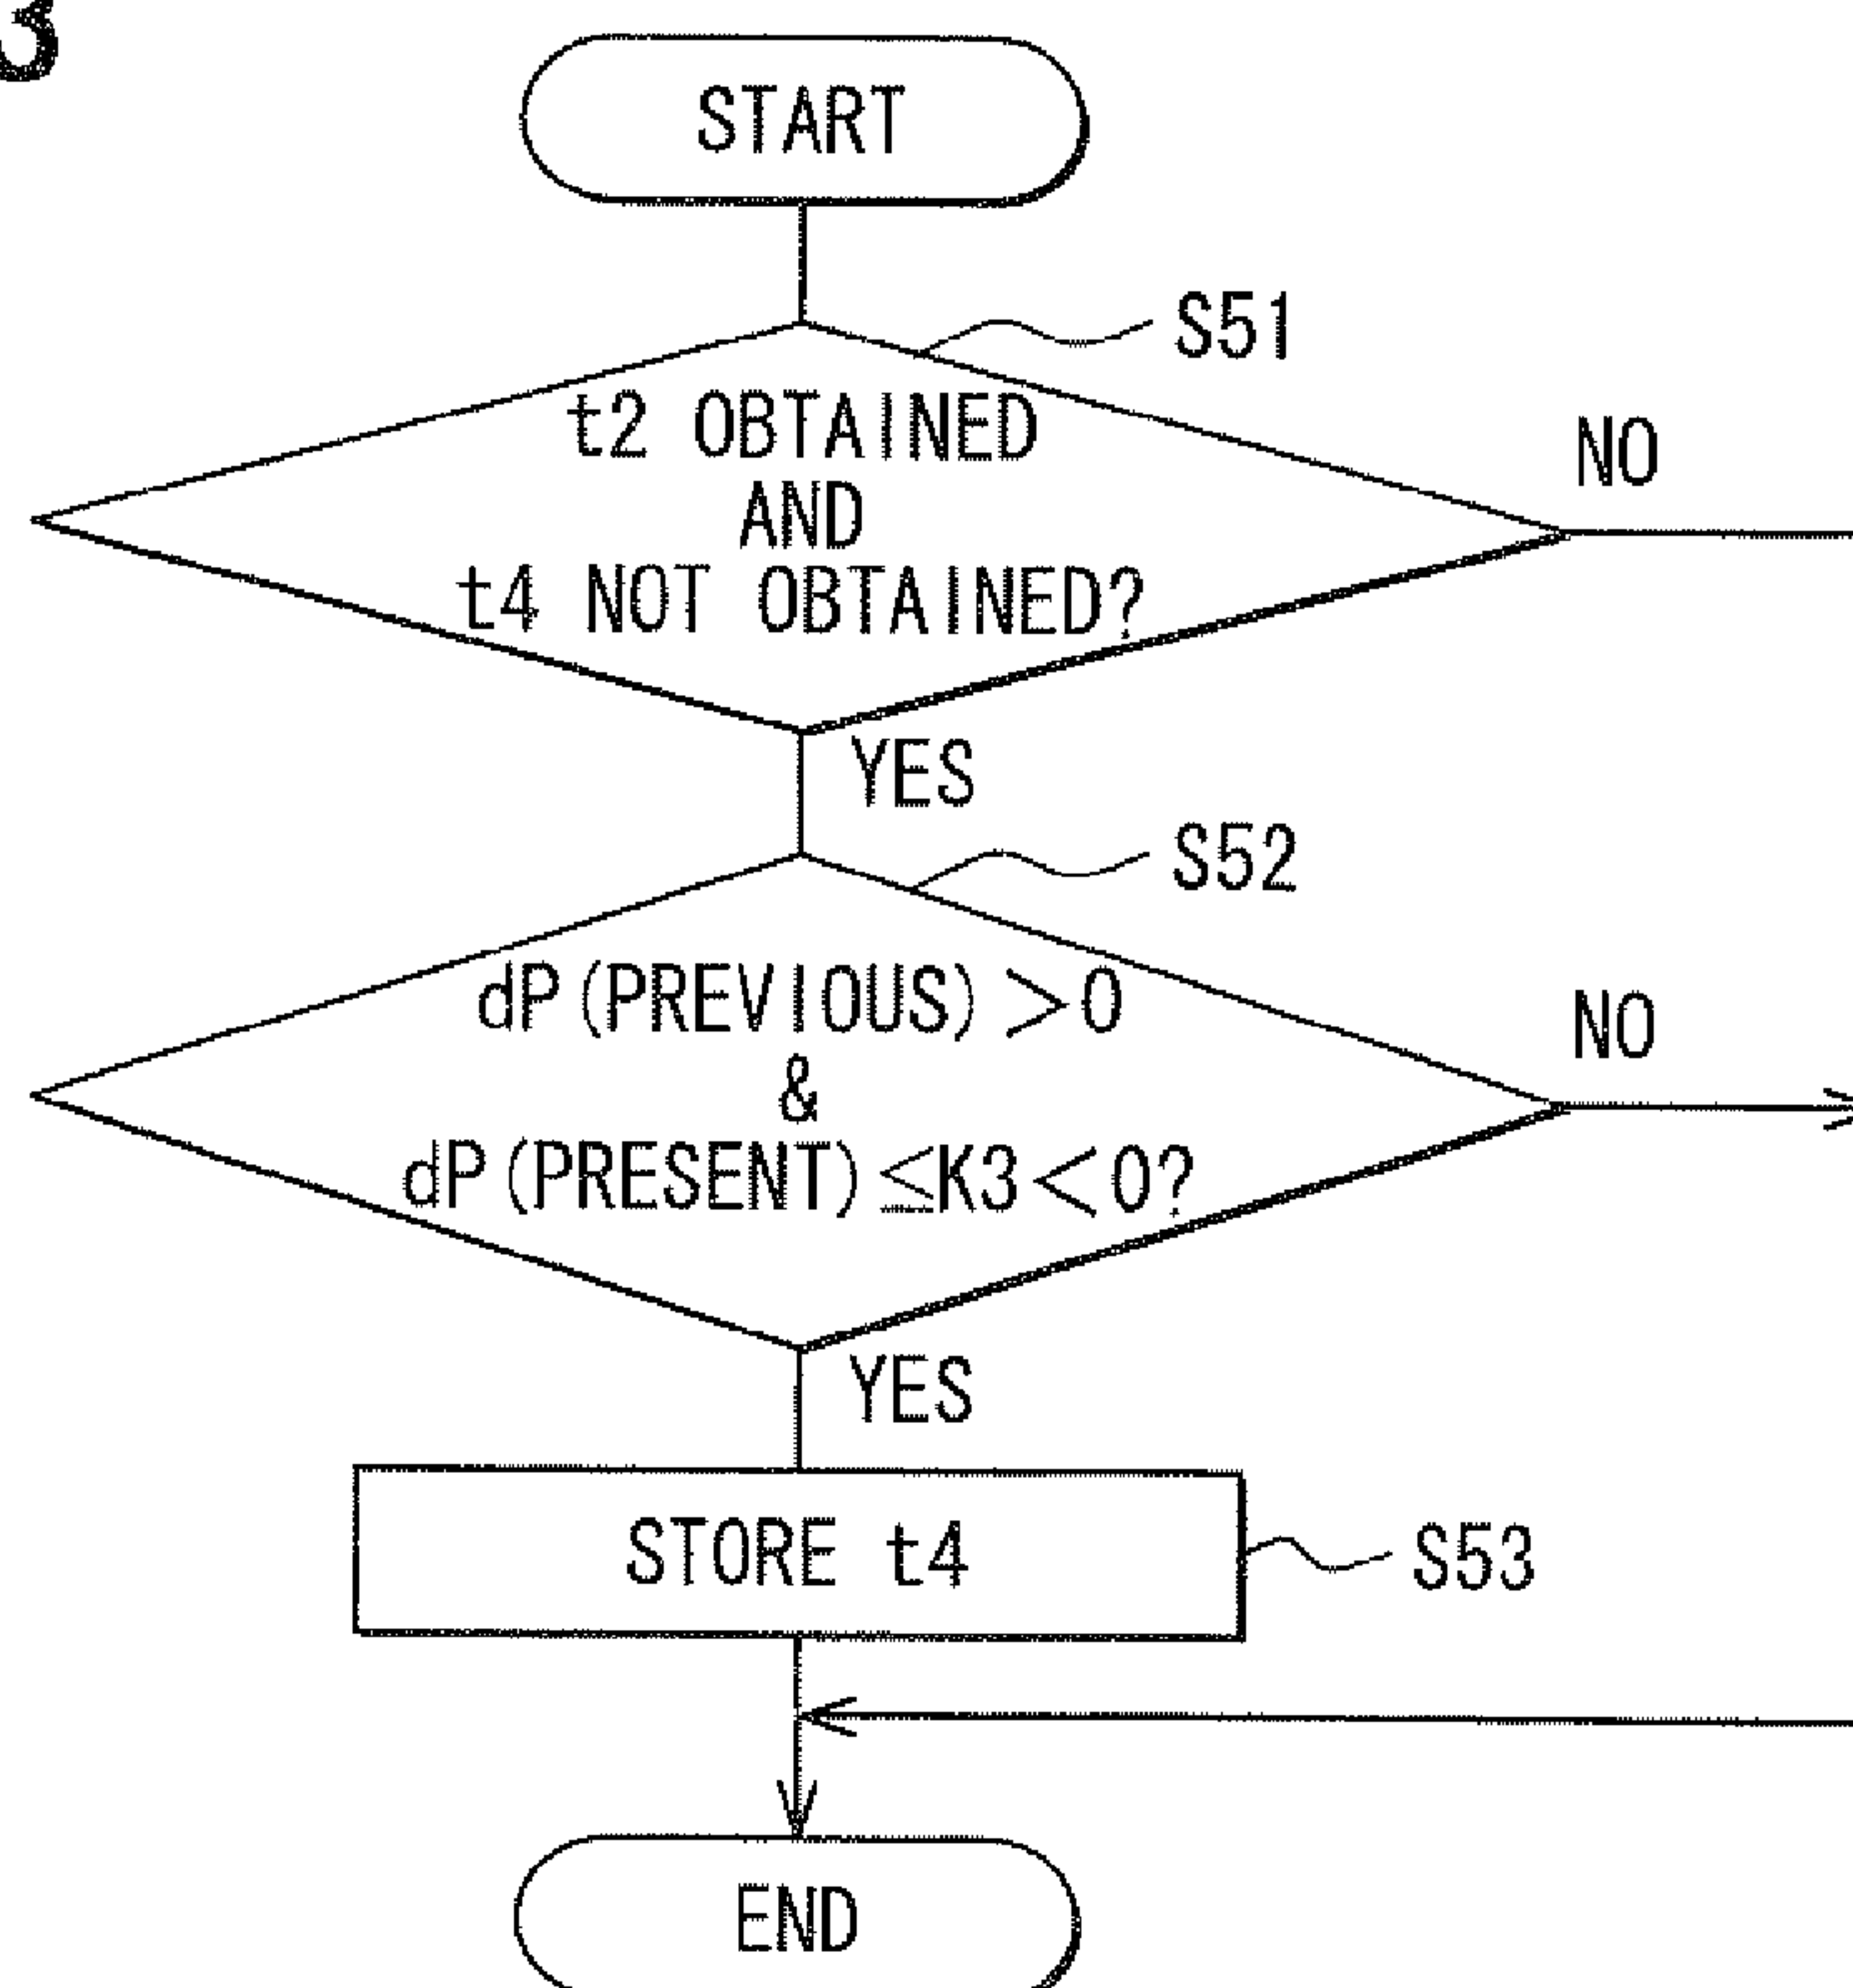 3
START
S51
t2 OBTAINED
AND
t4 NOT OBTAINED?
NO
YES
S52
dP(PREVIOUS)>0
&
dP(PRESENT)≤K3<0?
NO
YES
STORE t4
S53
END